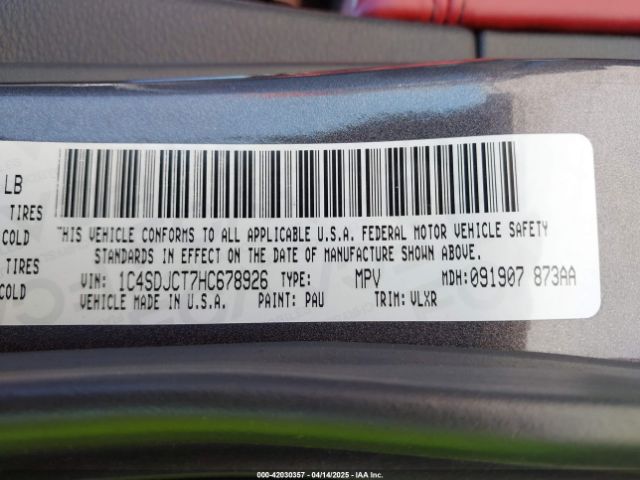 LB
TIRES
COLD
TIRES
COLD
THIS VEHICLE CONFORMS TO ALL APPLICABLE U.S.A. FEDERAL MOTOR VEHICLE SAFETY
STANDARDS IN EFFECT ON THE DATE OF MANUFACTURE SHOWN ABOVE.
VIN: 1C4SDJCT7HC678926 TYPE: MPV MDH:091907 873AA
VEHICLE MADE IN U.S.A. PAINT: PAU TRIM: VLXR
000-42030357 - 04/14/2025 - IAA Inc.